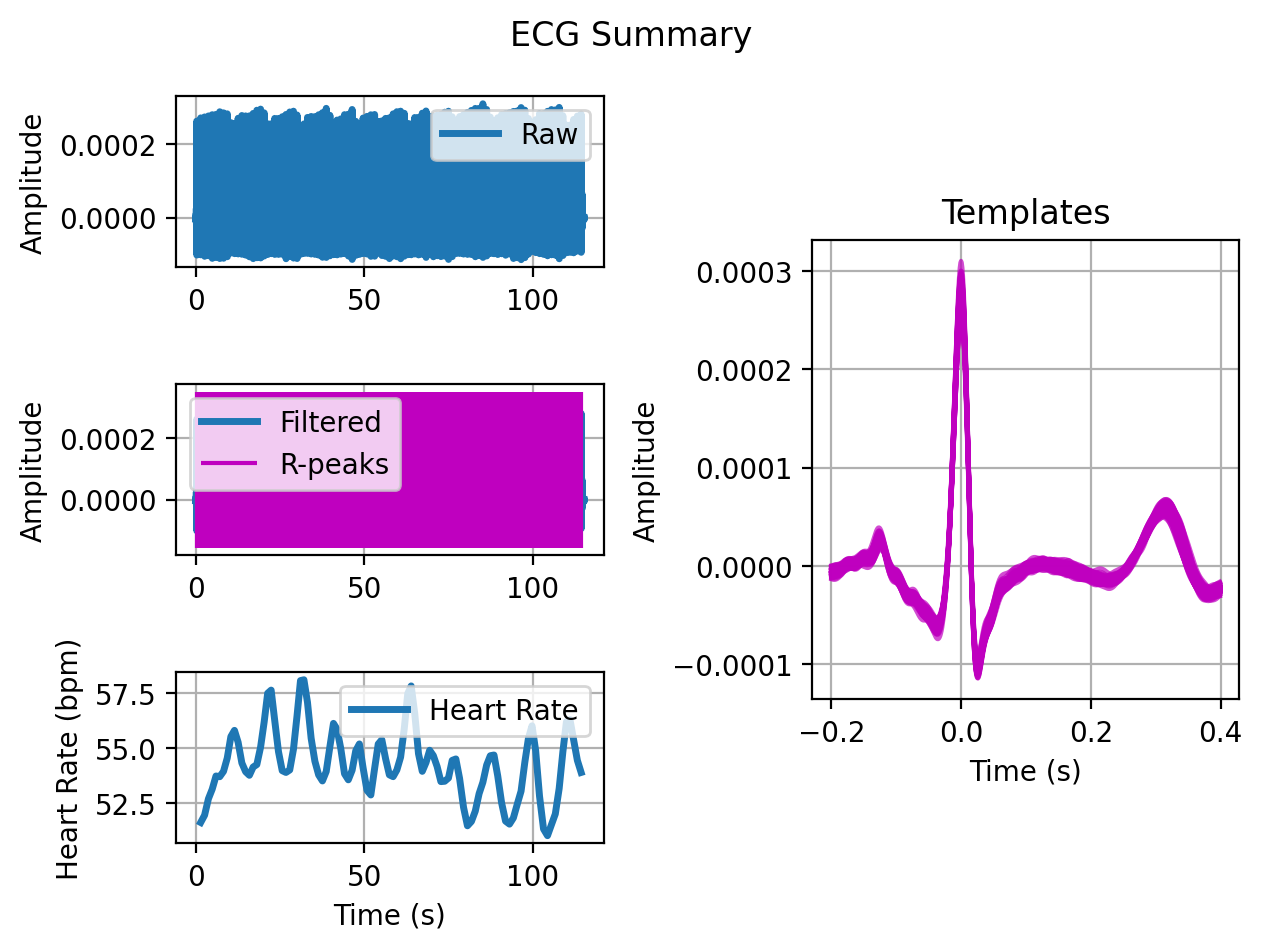 ECG Summary
Amplitude
0.0002
0.0000
Raw
0
50
100
Amplitude
0.0002
0.0000
Filtered
R-peaks
0
50
100
Heart Rate (bpm)
57.5
55.0
52.5
Heart Rate
0
50
100
Time (s)
Templates
Amplitude
0.0003
0.0002
0.0001
0.0000
−0.0001
−0.2
0.0
0.2
0.4
Time (s)